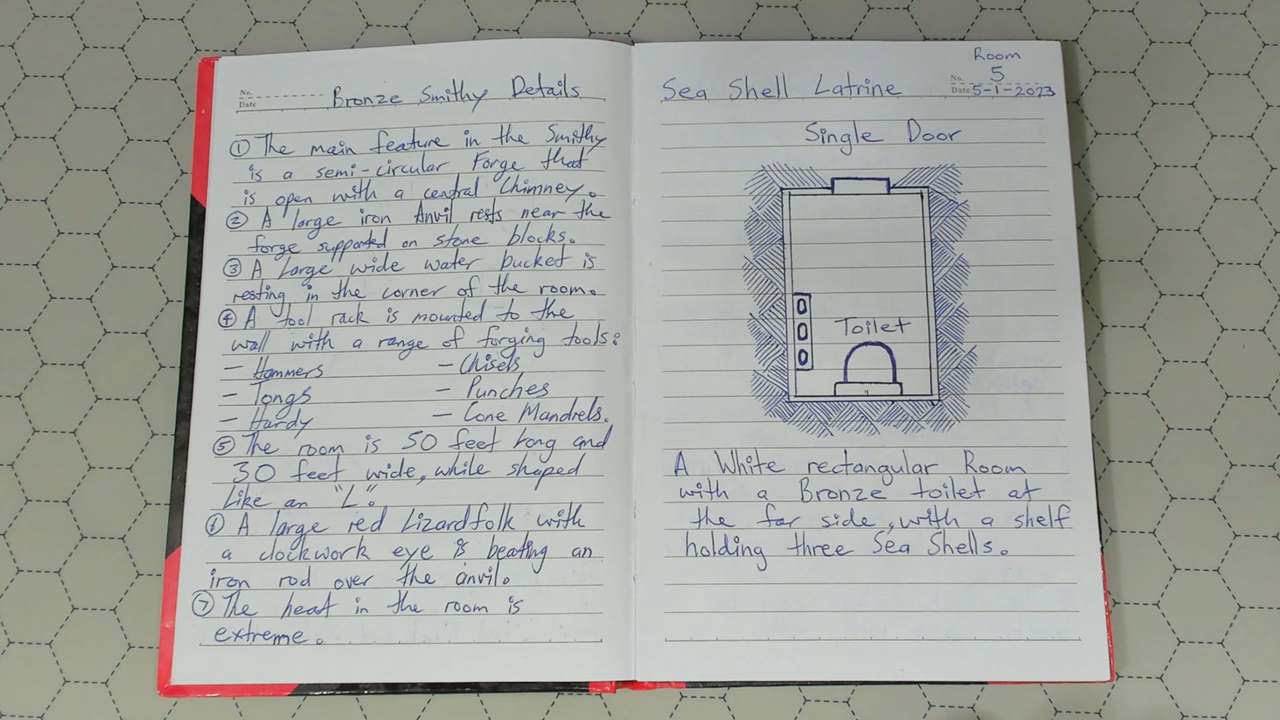 No.
Date
Bronze Smithy Details
① The main feature in the Smithy
is a semi-circular Forge that
is open with a central Chimney.
② A large iron Anvil rests near the
forge supported on stone blocks.
③ A Large wide water bucket is
resting in the corner of the room.
④ A tool rack is mounted to the
wall with a range of forging tools:
— Hammers — Chisels
— Tongs — Punches
— Hardy — Cone Mandrels.
⑤ The room is 50 feet long and
30 feet wide, while shaped
Like an "L".
⑥ A large red Lizardfolk with
a clockwork eye is beating an
iron rod over the anvil.
⑦ The heat in the room is
extreme.
Room
No. 5
Date 5-1-2023
Sea Shell Latrine
Single Door
Toilet
A White rectangular Room
with a Bronze toilet at
the far side, with a shelf
holding three Sea Shells.